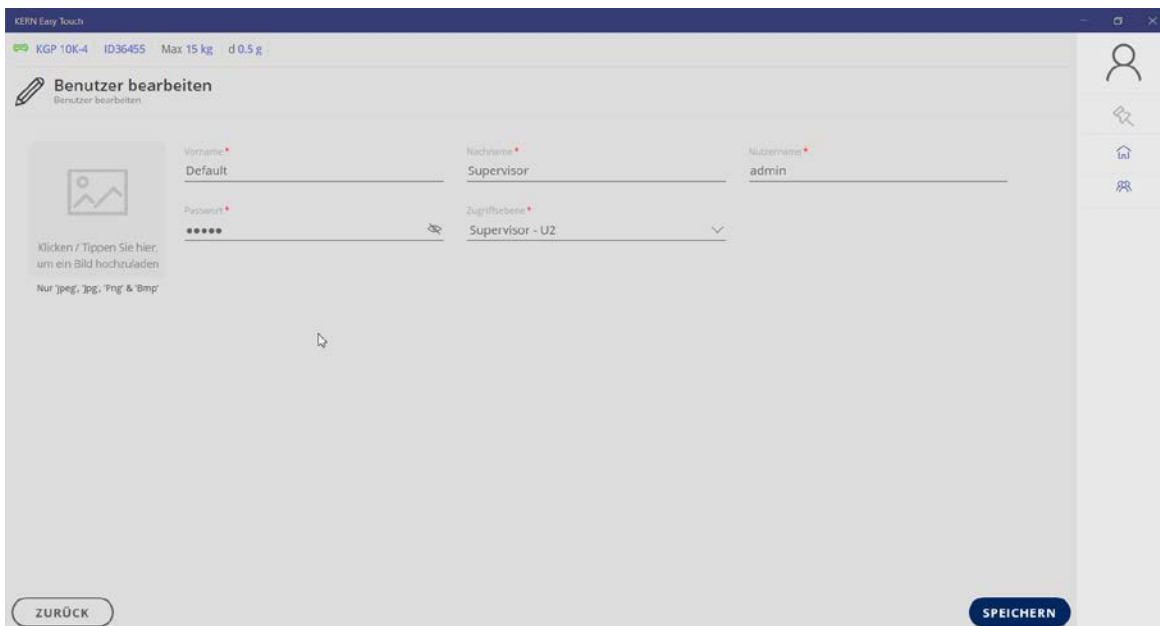 KERN Easy Touch
KGP 10K-4 ID36455 Max 15 kg d 0.5 g
Benutzer bearbeiten
Benutzer bearbeiten
Vorname * Nachname * Nutzername *
Default Supervisor admin
Passwort * Zugriffsebene *
••••• Supervisor - U2
Klicken / Tippen Sie hier,
um ein Bild hochzuladen
Nur 'jpeg', 'jpg', 'Png' & 'Bmp'
ZURÜCK SPEICHERN